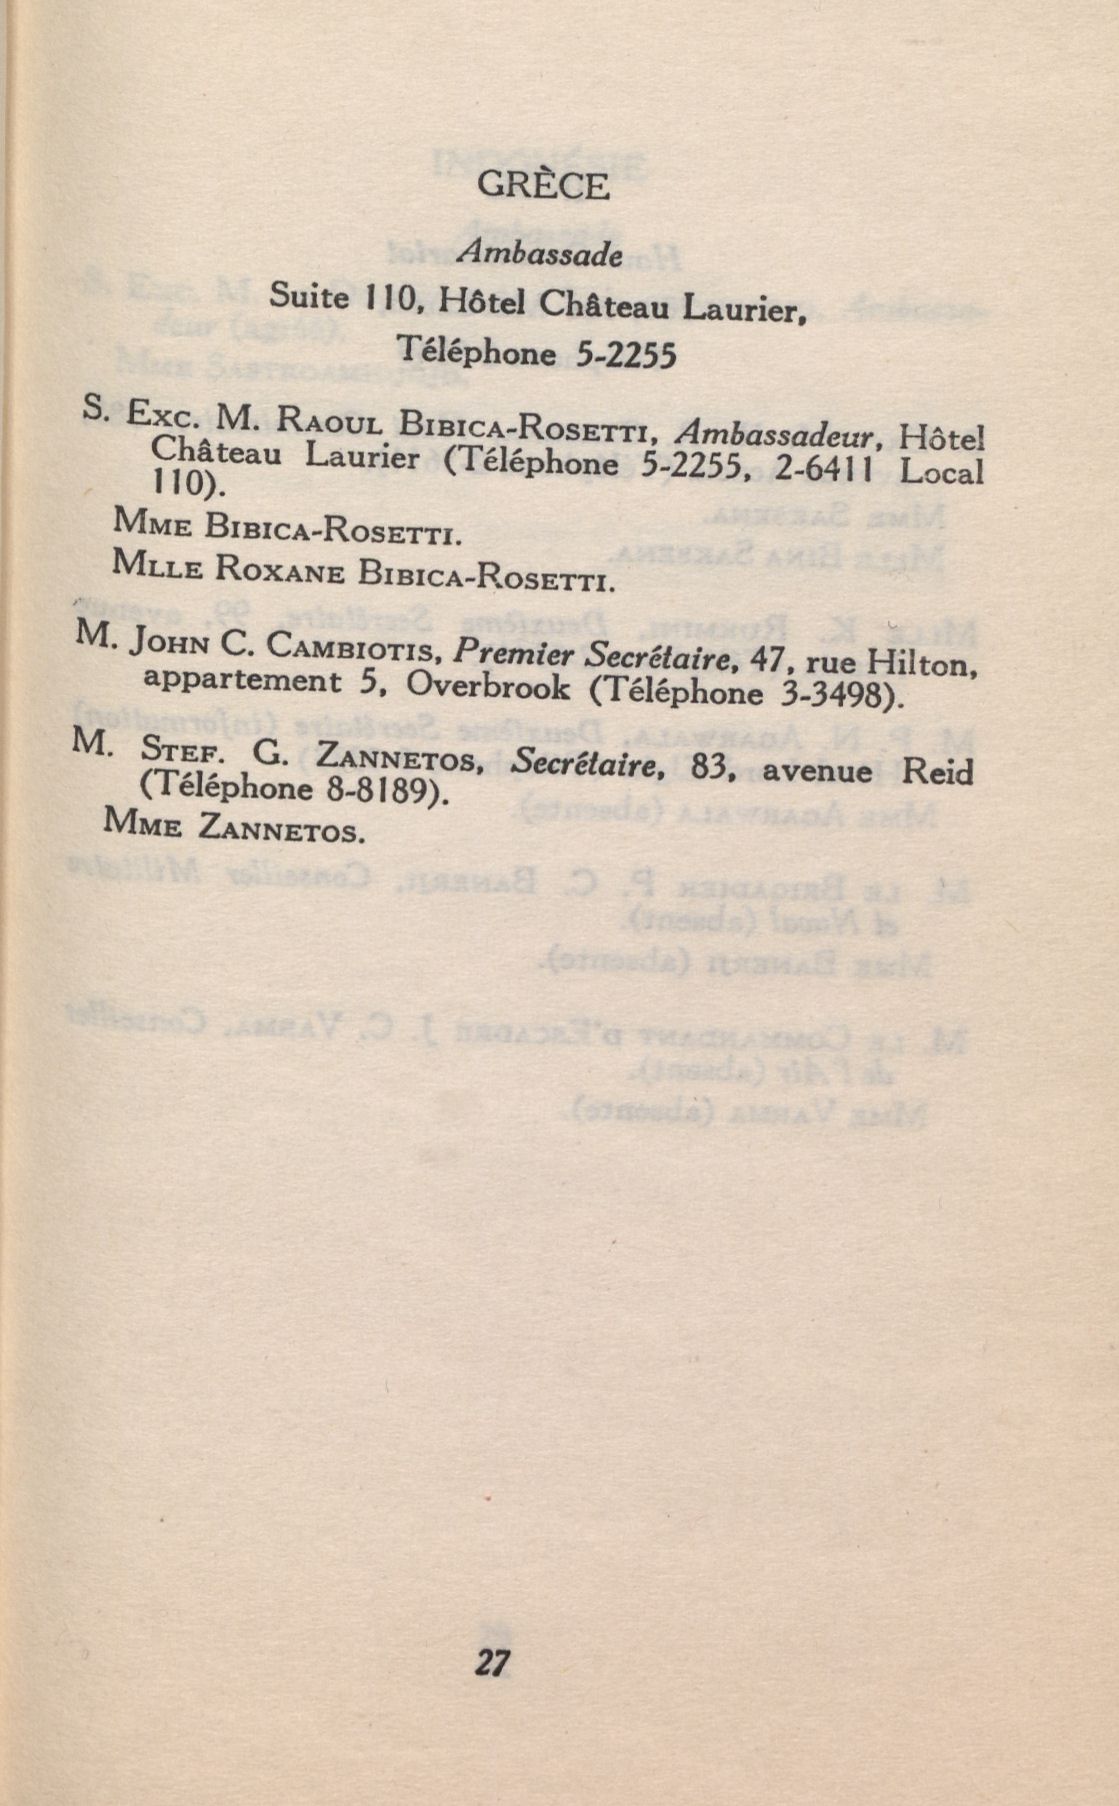 GRÈCE
Ambassade
Suite 110, Hôtel Château Laurier,
Téléphone 5-2255
S. Exc. M. Raoul Bibica-Rosetti, Ambassadeur, Hôtel
Château Laurier (Téléphone 5-2255, 2-6411 Local
110).
Mme Bibica-Rosetti.
Mlle Roxane Bibica-Rosetti.
M. John C. Cambiotis, Premier Secrétaire, 47, rue Hilton,
appartement 5, Overbrook (Téléphone 3-3498).
M. Stef. G. Zannetos, Secrétaire, 83, avenue Reid
(Téléphone 8-8189).
Mme Zannetos.
27